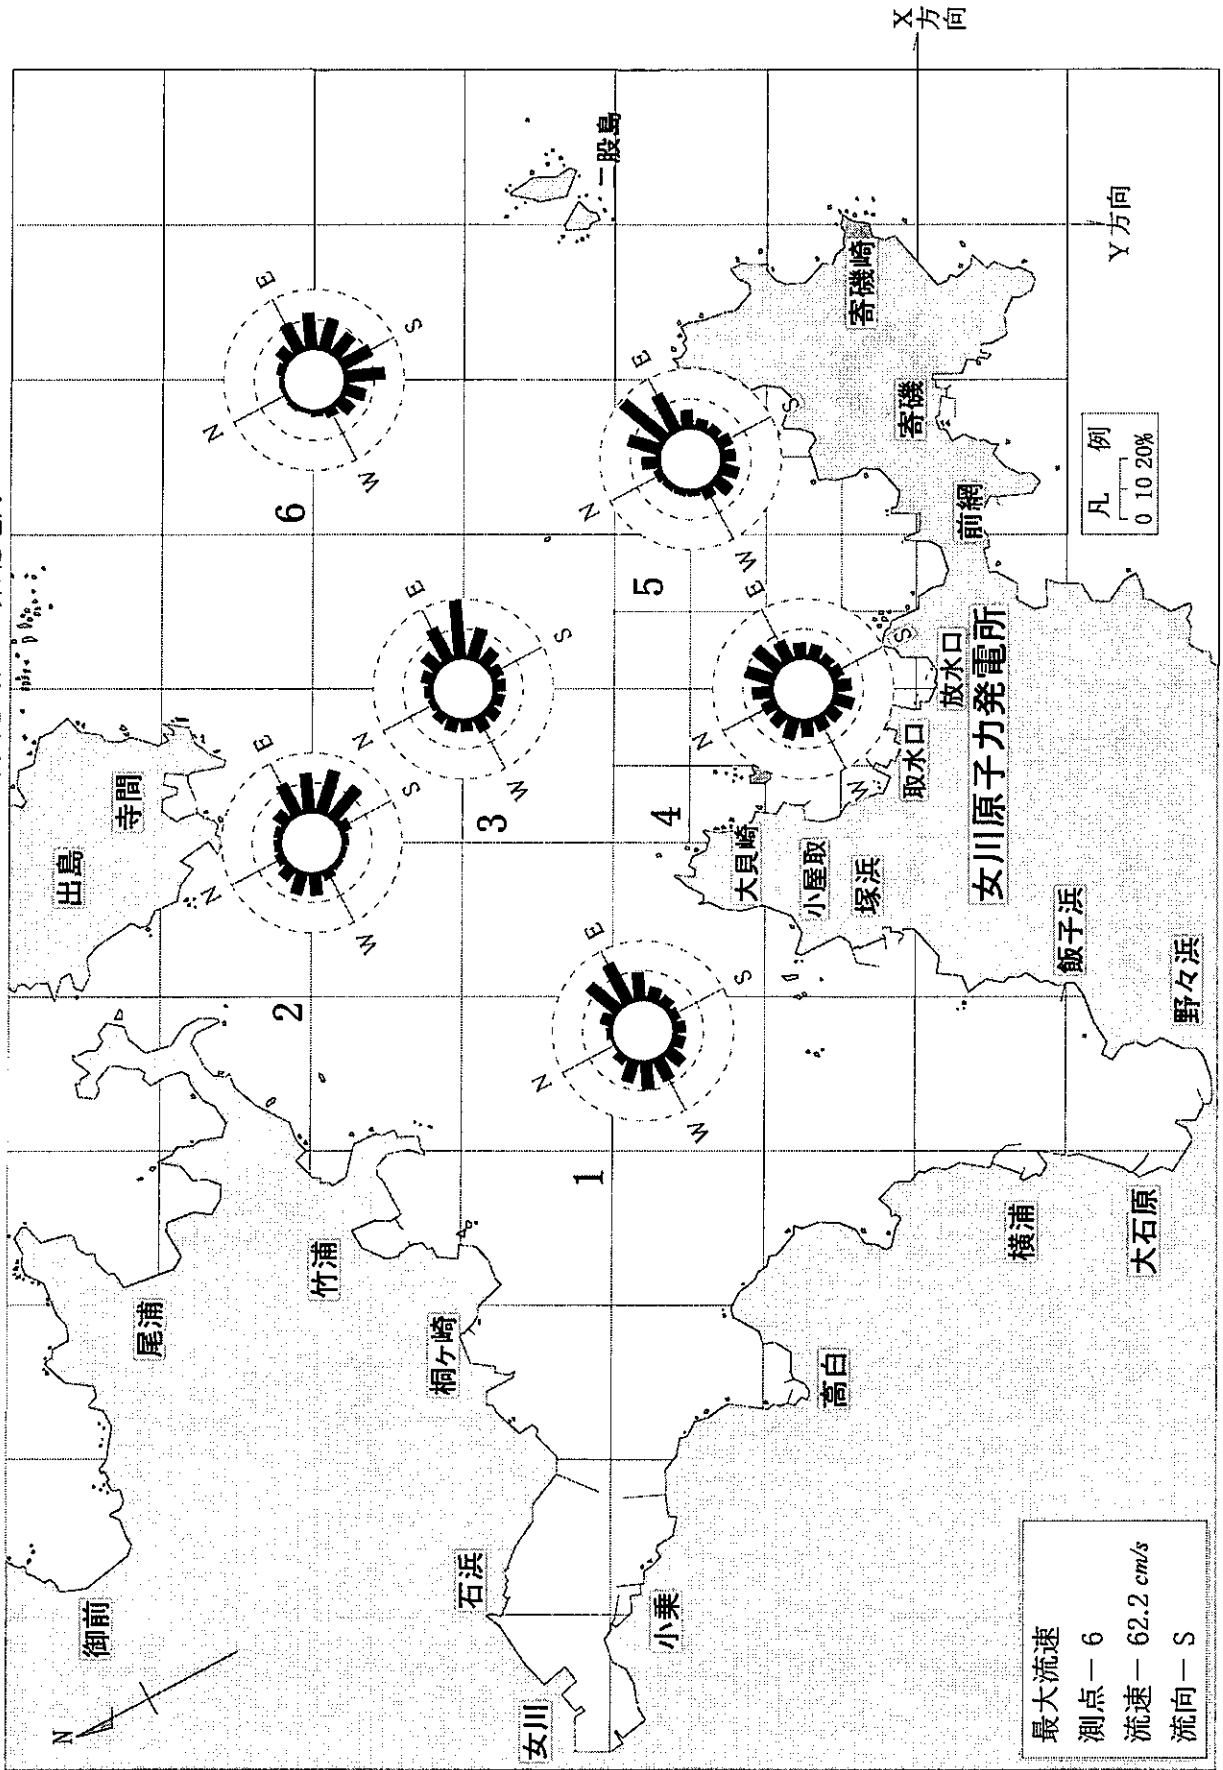 出島
寺間
二股島
尾浦
竹浦
桐ヶ崎
御前
石浜
女川
小乗
高白
横浦
大石原
野々浜
飯子浜
塚浜
小屋取
大貝崎
取水口
放水口
女川原子力発電所
前網
寄磯
寄磯崎
X方向
Y方向
N
1
N
E
S
W
2
N
E
S
W
3
N
E
S
W
4
N
E
S
W
5
N
E
S
W
6
N
E
S
W
凡 例
0 10 20%
最大流速
測点－6
流速－62.2 cm/s
流向－S